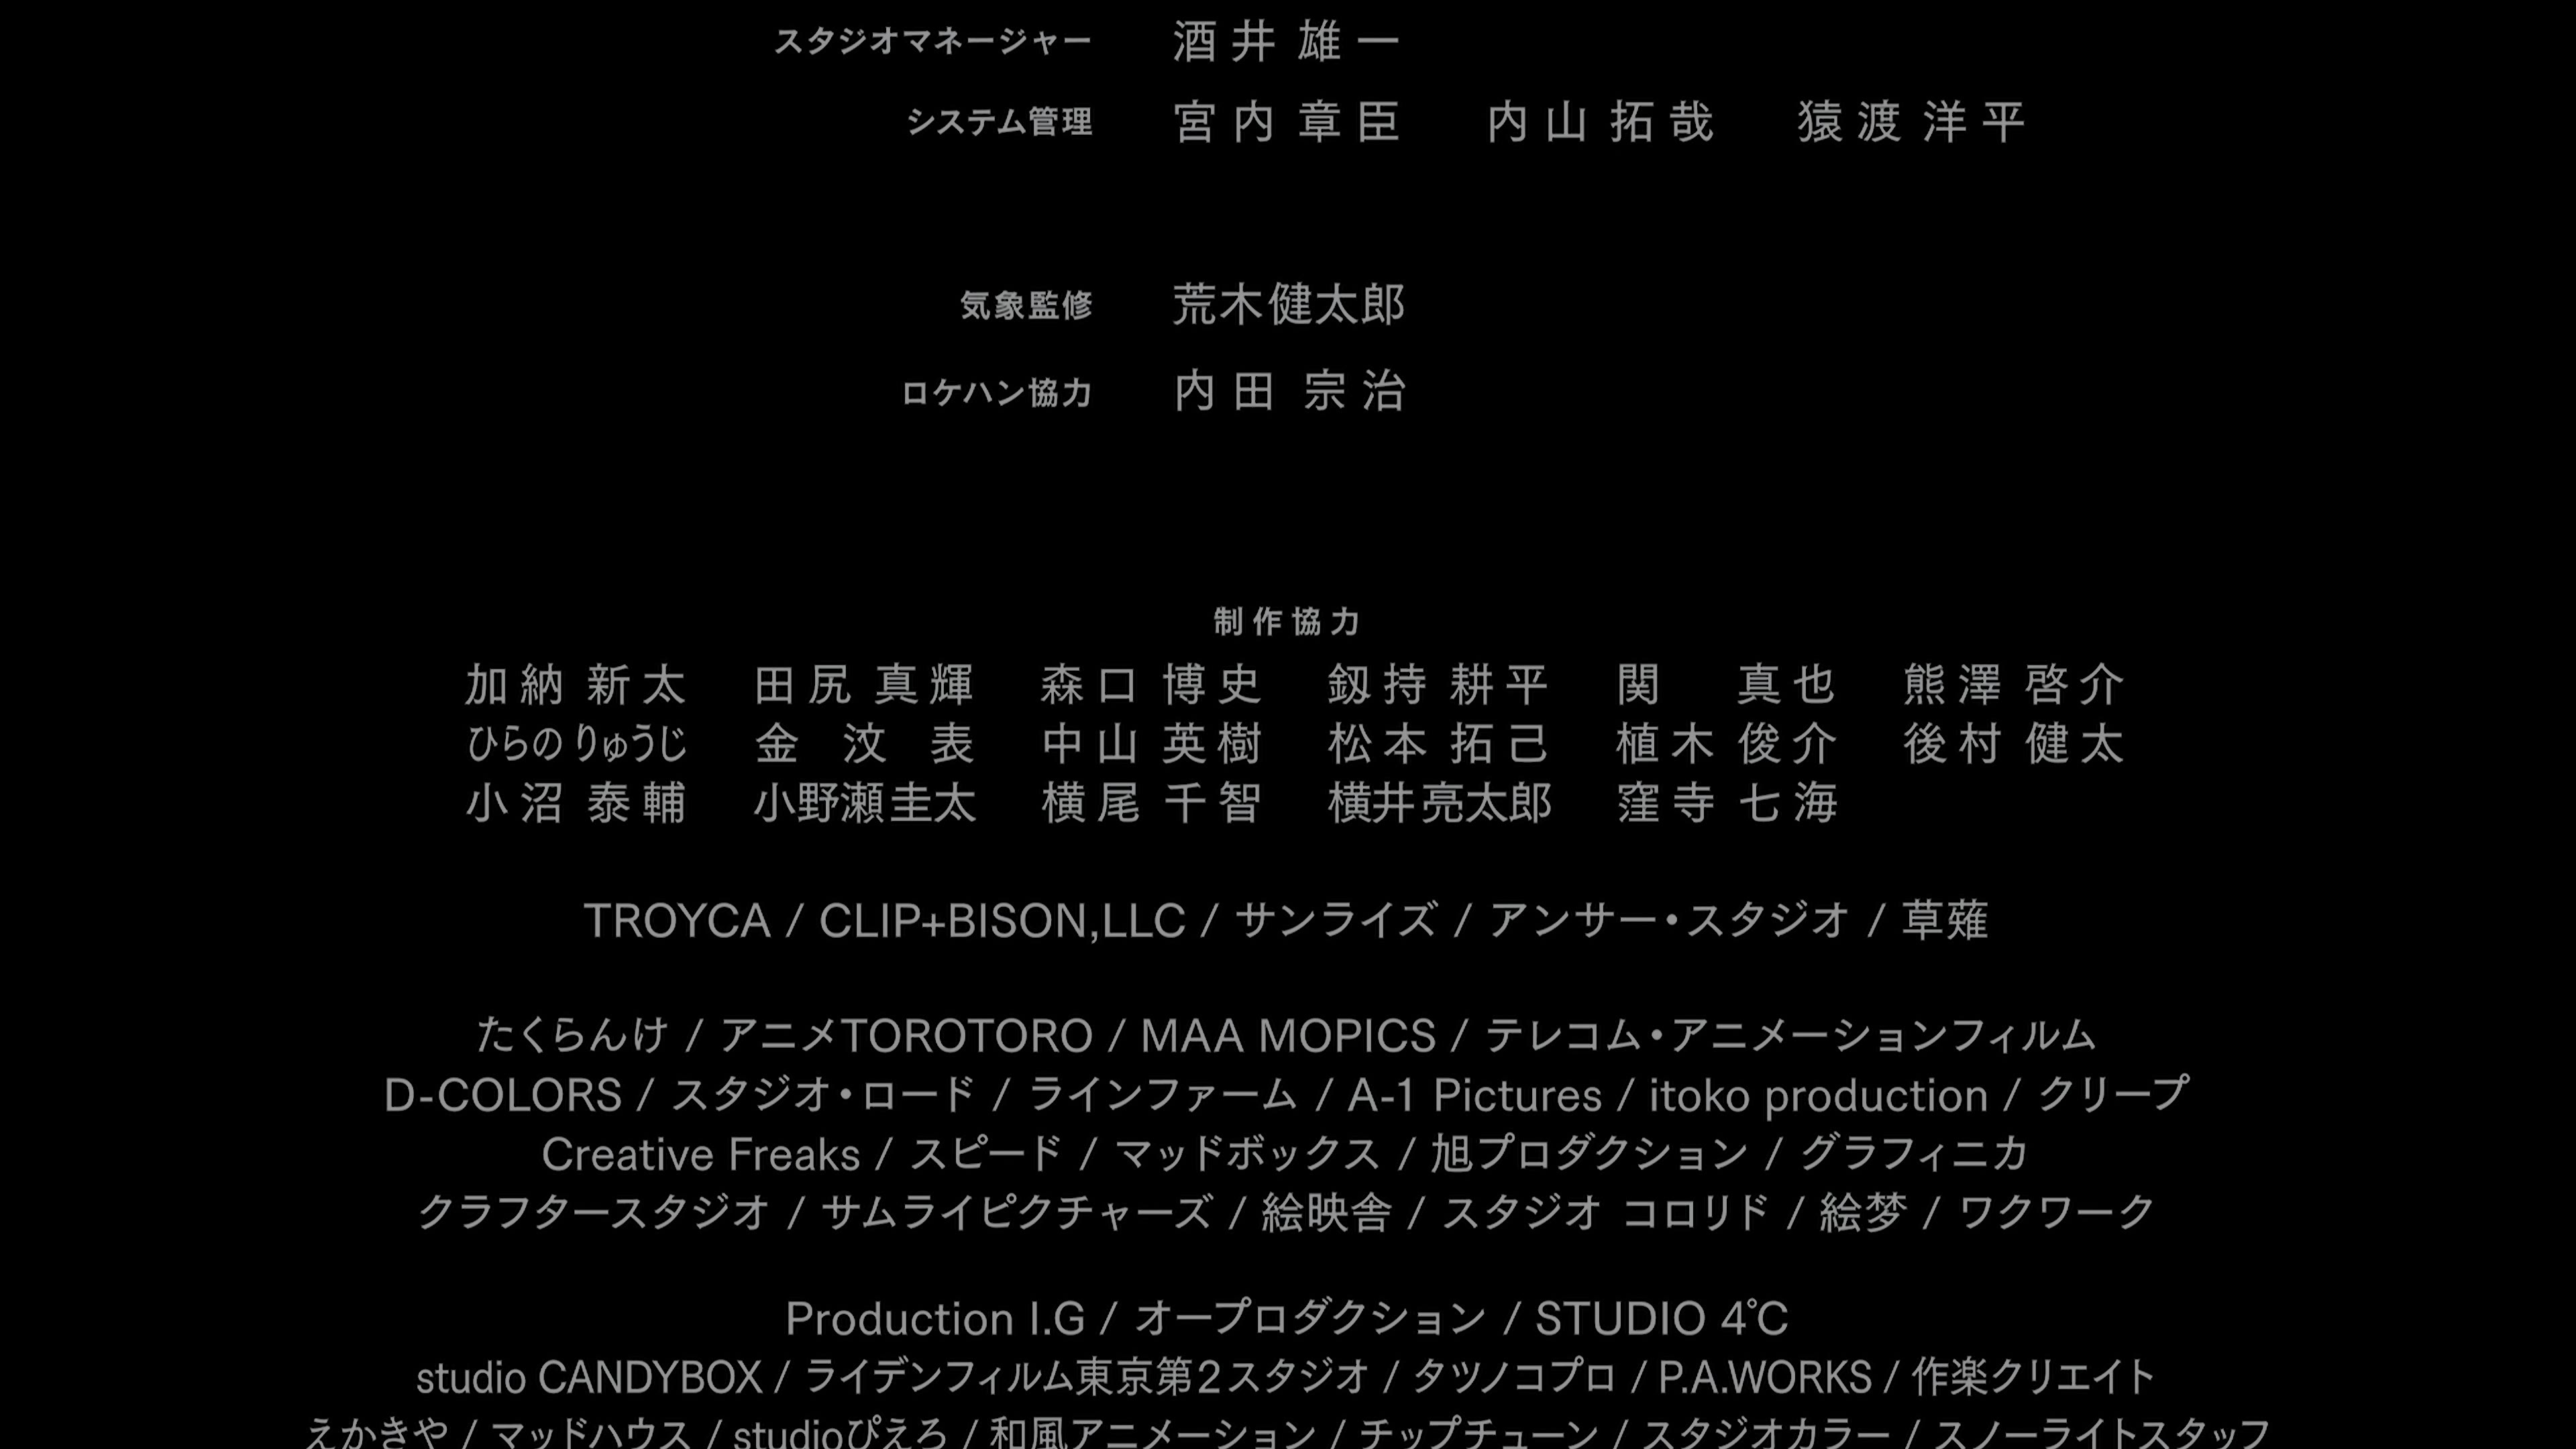 スタジオマネージャー 酒井 雄一
システム管理 宮内 章臣 内山 拓哉 猿渡 洋平
気象監修 荒木健太郎
ロケハン協力 内田 宗治
制作協力
加納 新太 田尻 真輝 森口 博史 釼持 耕平 関 真也 熊澤 啓介
ひらの りゅうじ 金 汶 表 中山 英樹 松本 拓己 植木 俊介 後村 健太
小沼 泰輔 小野瀬圭太 横尾 千智 横井亮太郎 窪寺 七海
TROYCA / CLIP+BISON,LLC / サンライズ / アンサー・スタジオ / 草薙
たくらんけ / アニメTOROTORO / MAA MOPICS / テレコム・アニメーションフィルム
D-COLORS / スタジオ・ロード / ラインファーム / A-1 Pictures / itoko production / クリープ
Creative Freaks / スピード / マッドボックス / 旭プロダクション / グラフィニカ
クラフタースタジオ / サムライピクチャーズ / 絵映舎 / スタジオ コロリド / 絵梦 / ワクワーク
Production I.G / オープロダクション / STUDIO 4℃
studio CANDYBOX / ライデンフィルム東京第2スタジオ / タツノコプロ / P.A.WORKS / 作楽クリエイト
えかきや / マッドハウス / studioぴえろ / 和風アニメーション / チップチューン / スタジオカラー / スノーライトスタッフ